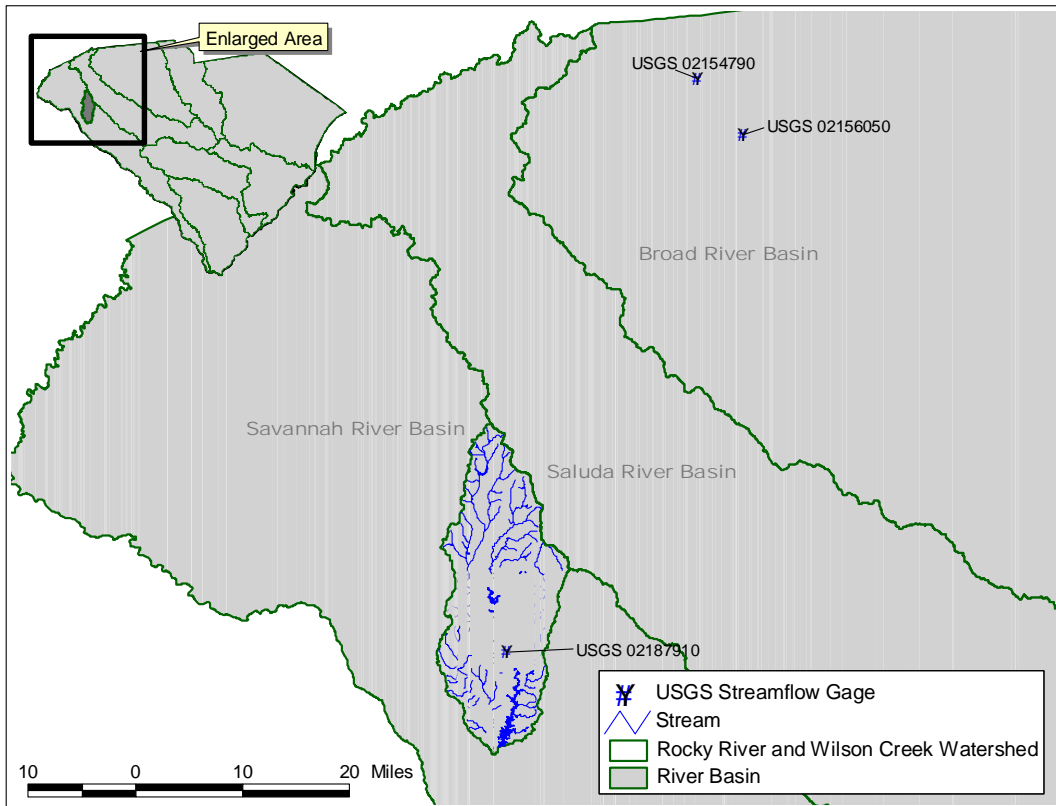 Enlarged Area
USGS 02154790
USGS 02156050
Broad River Basin
Savannah River Basin
Saluda River Basin
USGS 02187910
USGS Streamflow Gage
Stream
Rocky River and Wilson Creek Watershed
River Basin
10 0 10 20 Miles